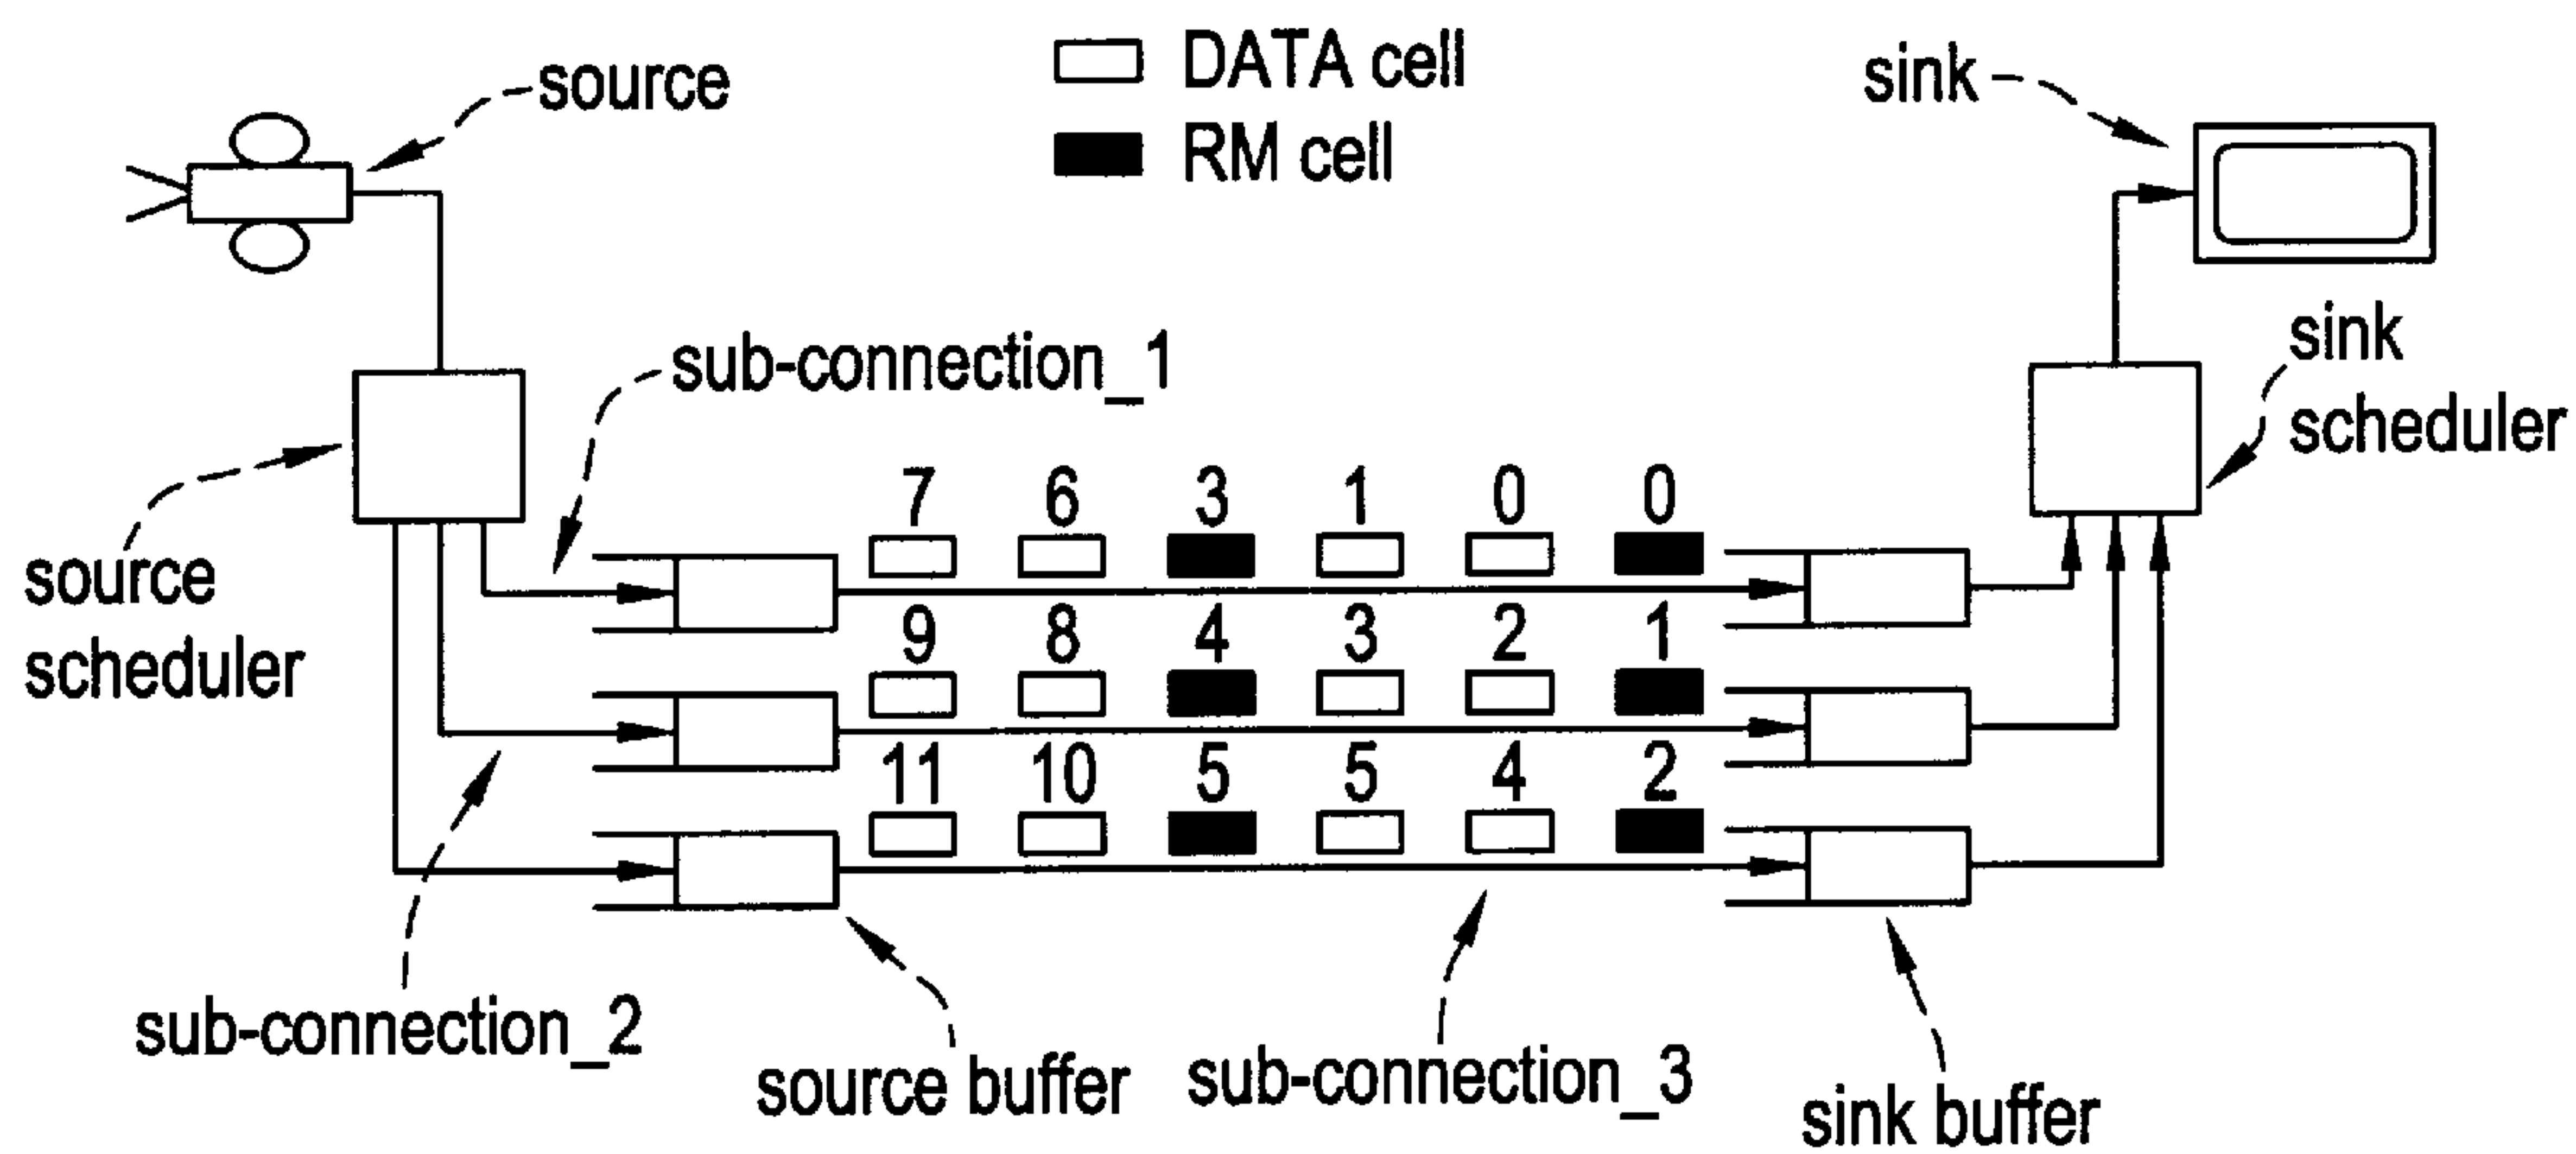 source
DATA cell
RM cell
sink
sink
scheduler
sub-connection_1
source
scheduler
7 6 3 1 0 0
9 8 4 3 2 1
11 10 5 5 4 2
sub-connection_2
source buffer
sub-connection_3
sink buffer